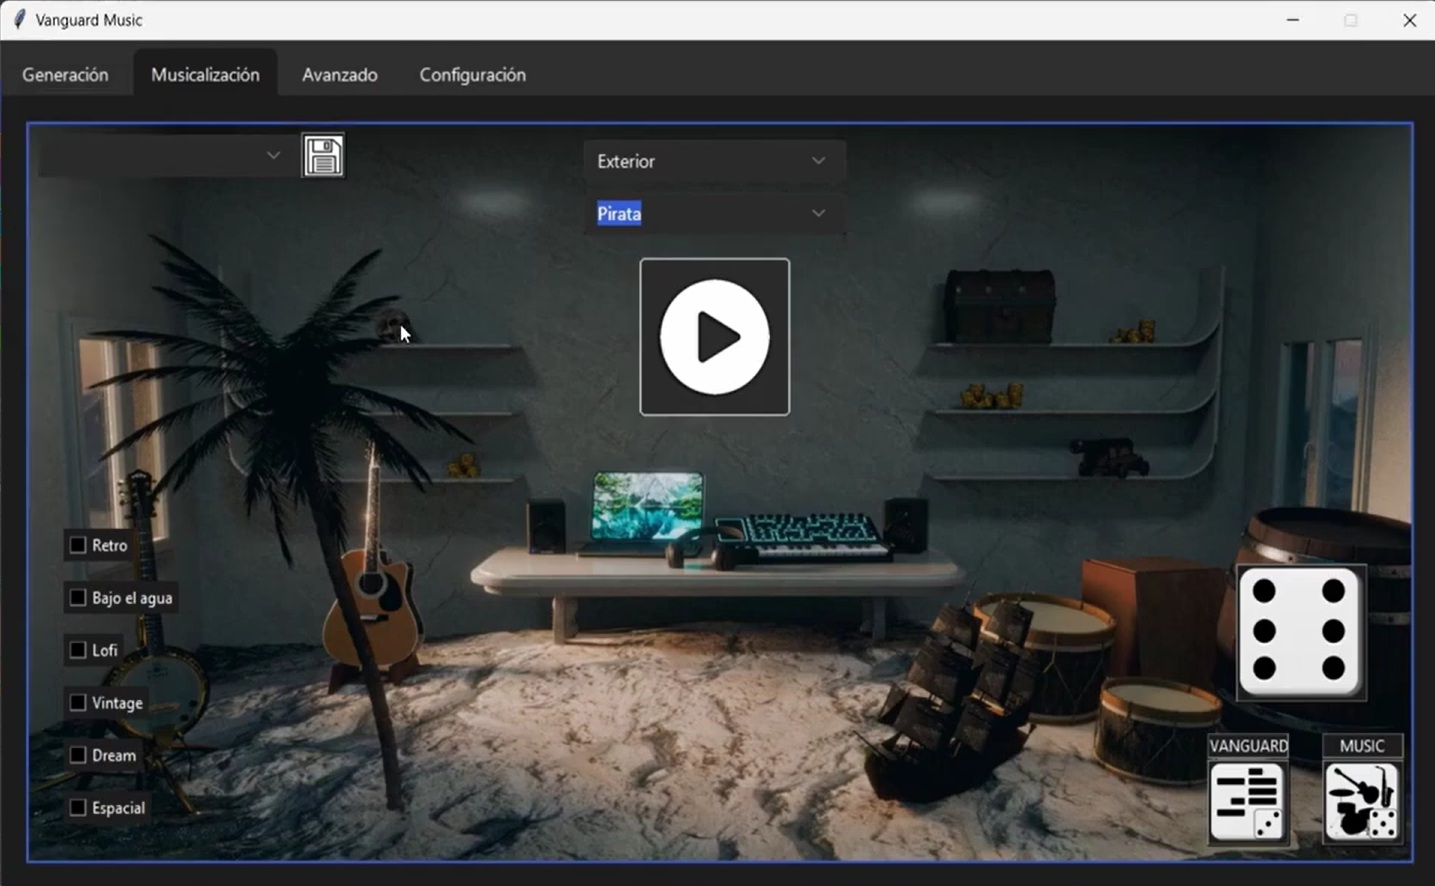 Vanguard Music
Generación
Musicalización
Avanzado
Configuración
Exterior
Pirata
Retro
Bajo el agua
Lofi
Vintage
Dream
Espacial
VANGUARD
MUSIC